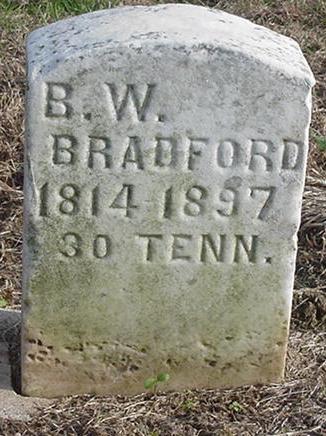 B. W.
BRADFORD
1814-1897
30 TENN.